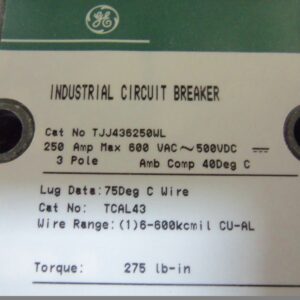 GE
INDUSTRIAL CIRCUIT BREAKER
Cat No TJJ436250WL
250 Amp Max 600 VAC~500VDC ⎓
3 Pole Amb Comp 40Deg C
Lug Data: 75Deg C Wire
Cat No: TCAL43
Wire Range: (1)6-600kcmil CU-AL
Torque: 275 lb-in